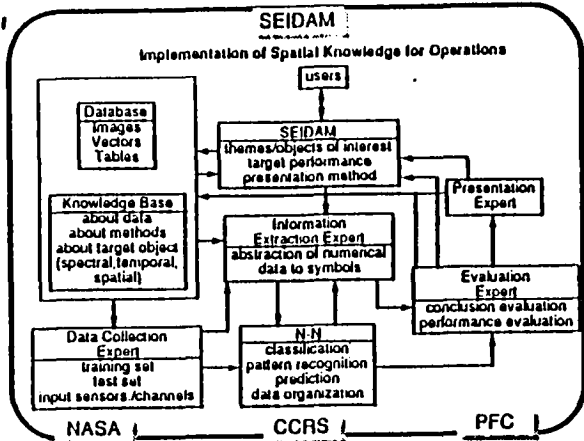 SEIDAM
Implementation of Spatial Knowledge for Operations
users
Database
Images
Vectors
Tables
SEIDAM
themes/objects of interest
target performance
presentation method
Knowledge Base
about data
about methods
about target object
(spectral,temporal,
spatial)
Information
Extraction Expert
abstraction of numerical
data to symbols
Presentation
Expert
Evaluation
Expert
conclusion evaluation
performance evaluation
Data Collection
Expert
training set
test set
input sensors./channels
N-N
classification
pattern recognition
prediction
data organization
NASA
CCRS
PFC